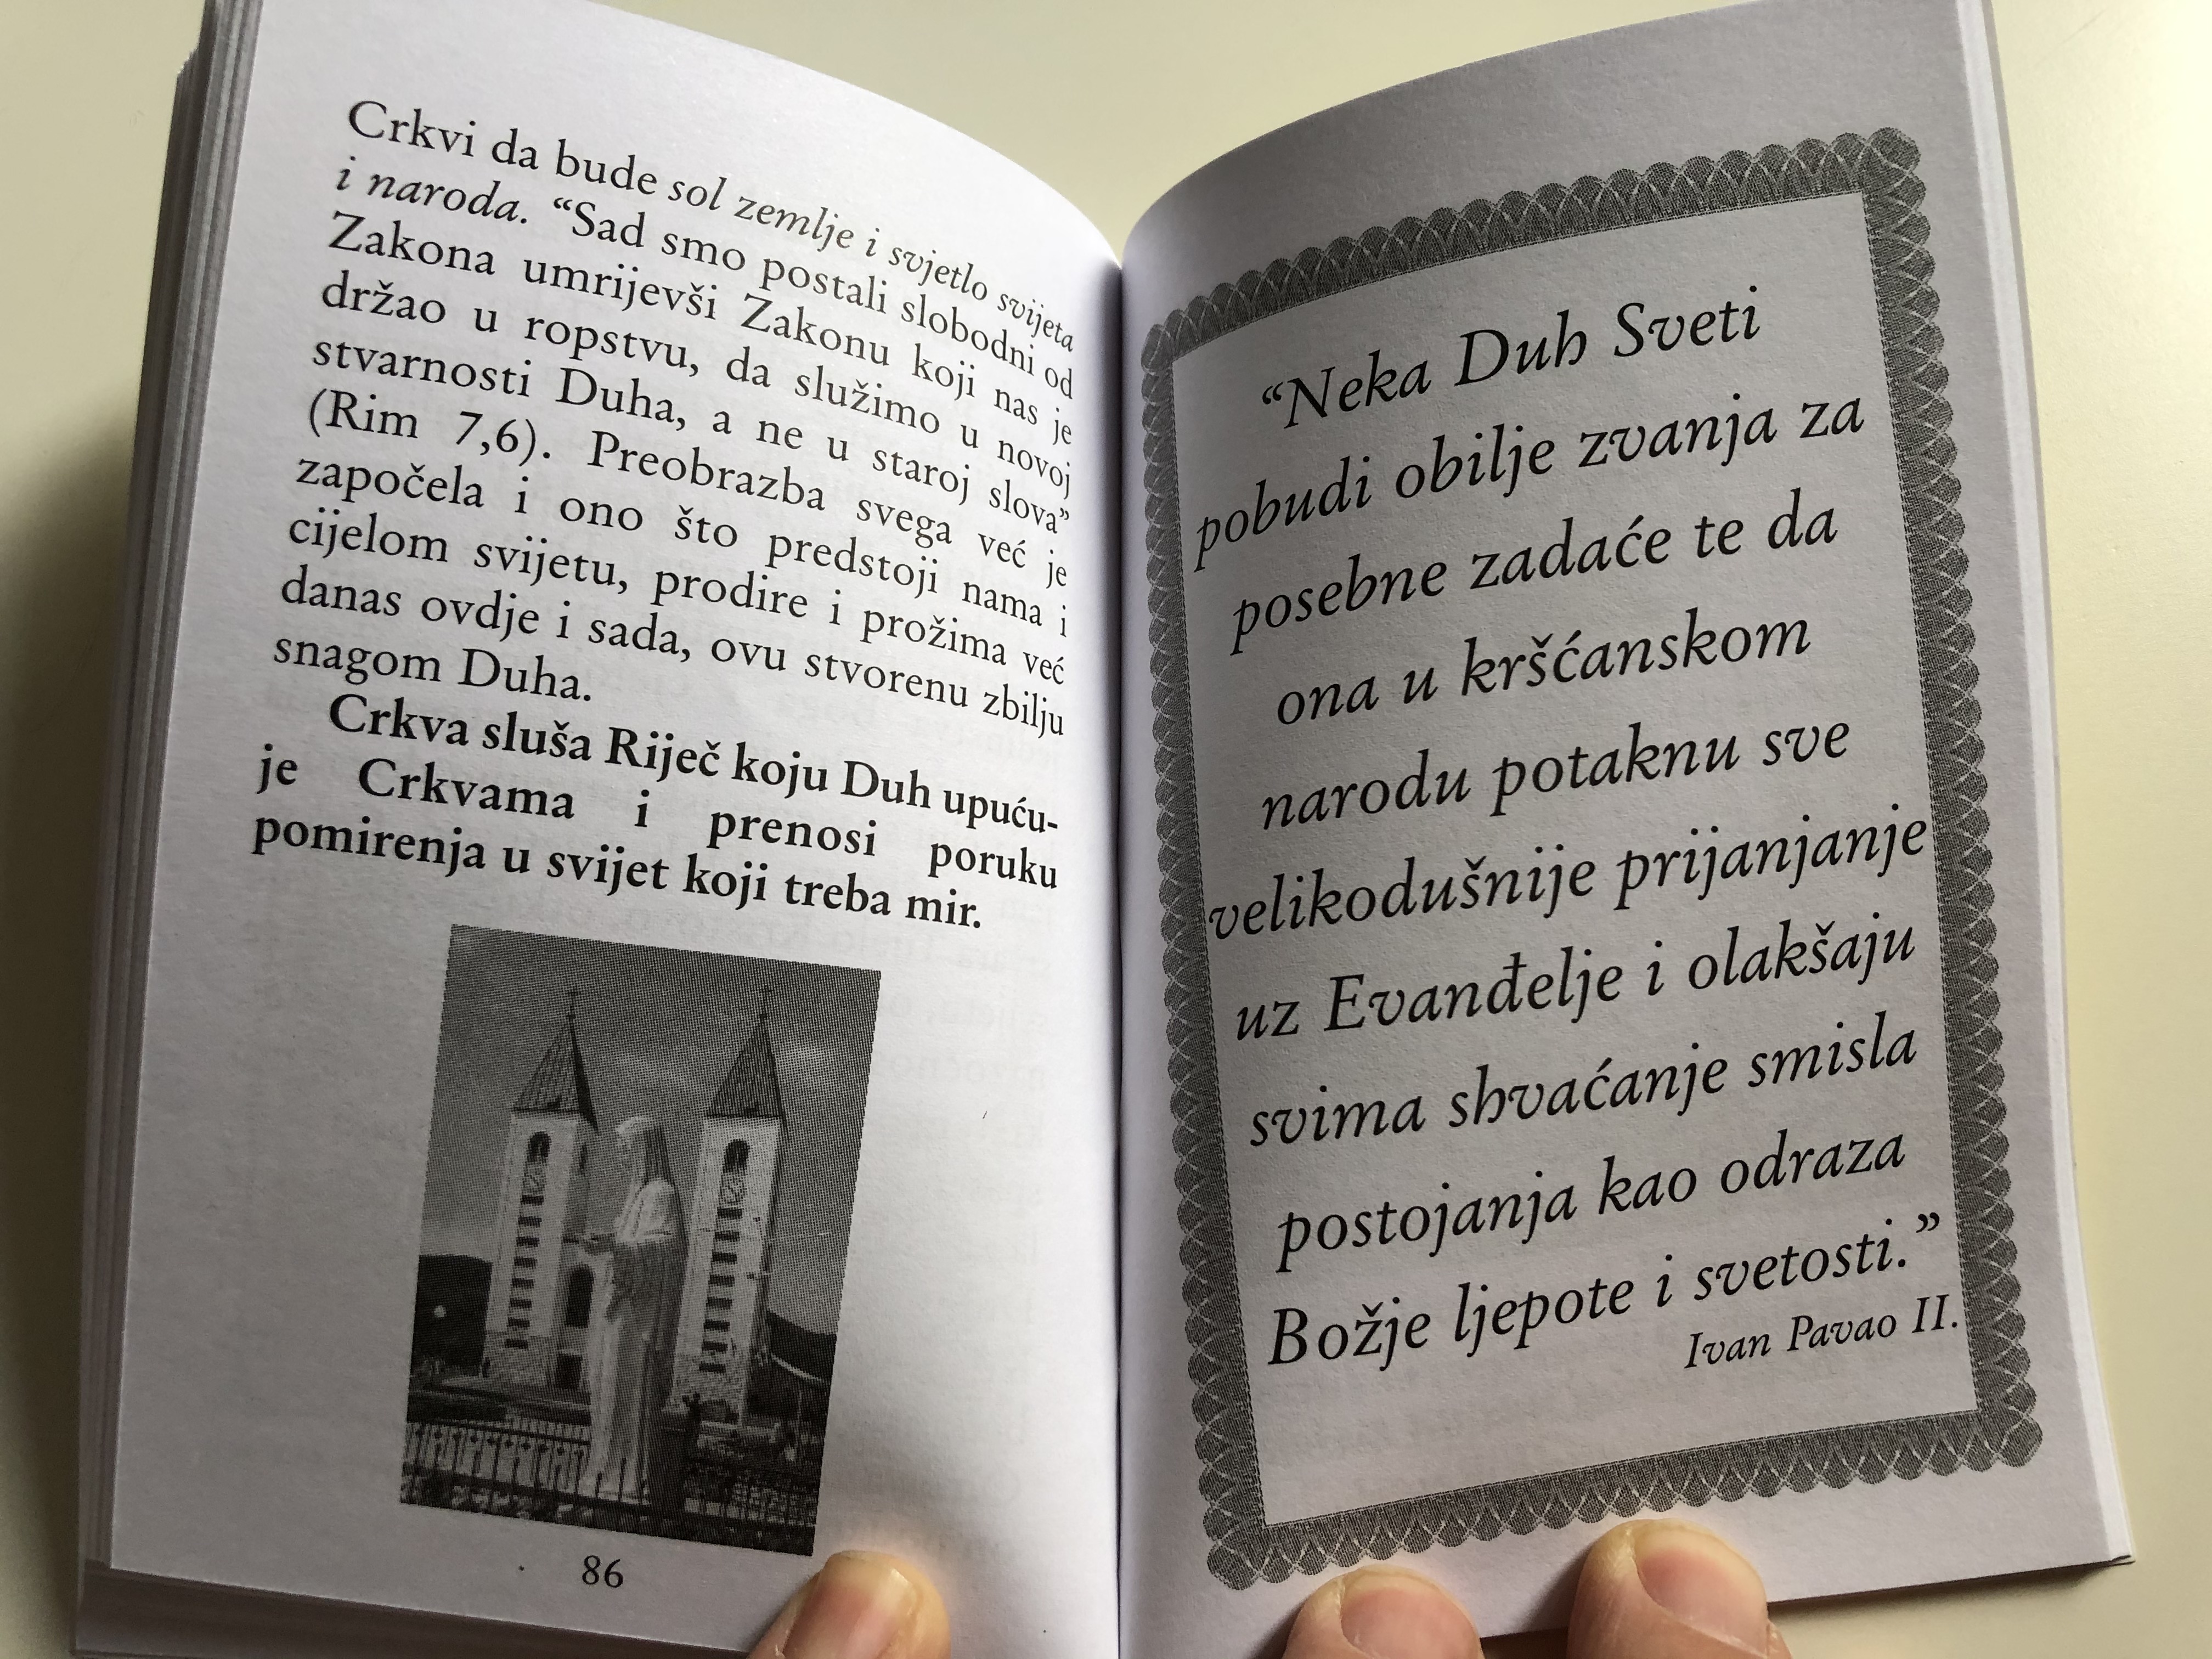 Crkvi da bude sol zemlje i svjetlo svijeta
i naroda. “Sad smo postali slobodni od
Zakona umrijevši Zakonu koji nas je
držao u ropstvu, da služimo u novoj
stvarnosti Duha, a ne u staroj slova”
(Rim 7,6). Preobrazba svega već je
započela i ono što predstoji nama i
cijelom svijetu, prodire i prožima već
danas ovdje i sada, ovu stvorenu zbilju
snagom Duha.
Crkva sluša Riječ koju Duh upuću-
je Crkvama i prenosi poruku
pomirenja u svijet koji treba mir.
86
“Neka Duh Sveti
pobudi obilje zvanja za
posebne zadaće te da
ona u kršćanskom
narodu potaknu sve
velikodušnije prijanjanje
uz Evanđelje i olakšaju
svima shvaćanje smisla
postojanja kao odraza
Božje ljepote i svetosti.”
Ivan Pavao II.